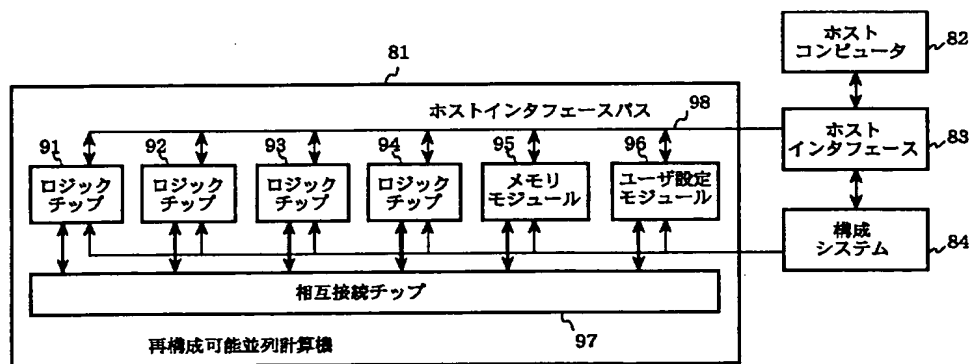 81
ホスト
コンピュータ
82
ホストインタフェースバス
98
ホスト
インタフェース
83
91
92
93
94
95
96
ロジック
チップ
ロジック
チップ
ロジック
チップ
ロジック
チップ
メモリ
モジュール
ユーザ設定
モジュール
構成
システム
84
相互接続チップ
97
再構成可能並列計算機